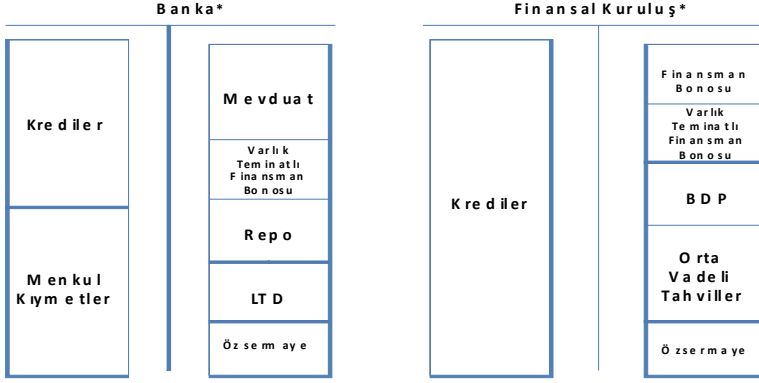 Banka*
Krediler
Menkul
Kıymetler
Mevduat
Varlık
Teminatlı
Finansman
Bonosu
Repo
LTD
Özsermaye
Finansal Kuruluş*
Krediler
Finansman
Bonosu
Varlık
Teminatlı
Finansman
Bonosu
BDP
Orta
Vadeli
Tahviller
Özsermaye